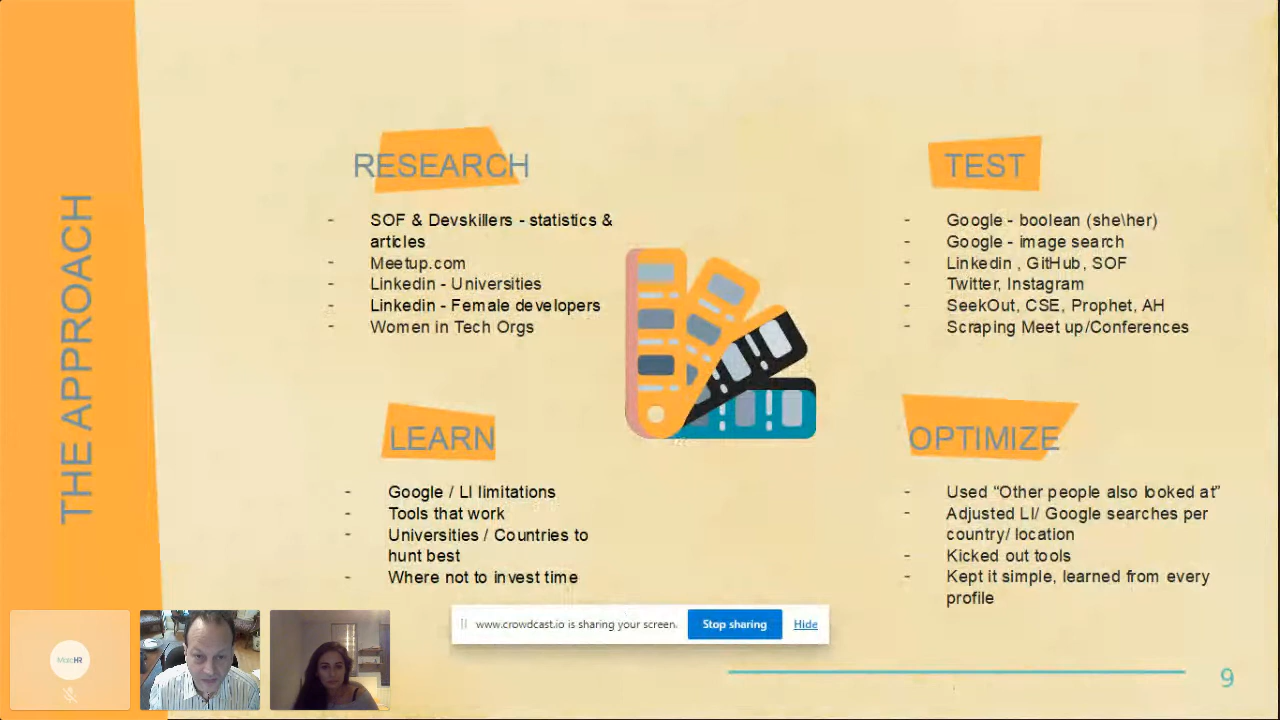 THE APPROACH
RESEARCH
- SOF & Devskillers - statistics &
articles
- Meetup.com
- Linkedin - Universities
- Linkedin - Female developers
- Women in Tech Orgs
TEST
- Google - boolean (she\her)
- Google - image search
- Linkedin , GitHub, SOF
- Twitter, Instagram
- SeekOut, CSE, Prophet, AH
- Scraping Meet up/Conferences
LEARN
- Google / LI limitations
- Tools that work
- Universities / Countries to
hunt best
- Where not to invest time
OPTIMIZE
- Used "Other people also looked at"
- Adjusted LI/ Google searches per
country/ location
- Kicked out tools
- Kept it simple, learned from every
profile
www.crowdcast.io is sharing your screen.
Stop sharing
Hide
9